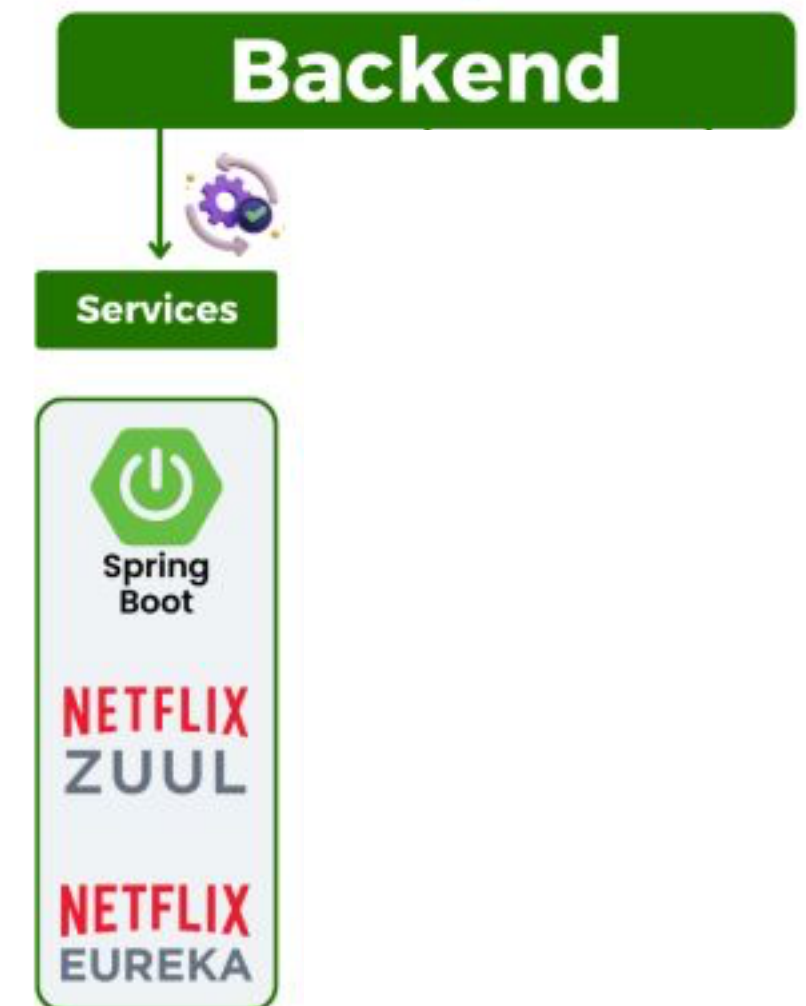 Backend
Services
Spring
Boot
NETFLIX
ZUUL
NETFLIX
EUREKA